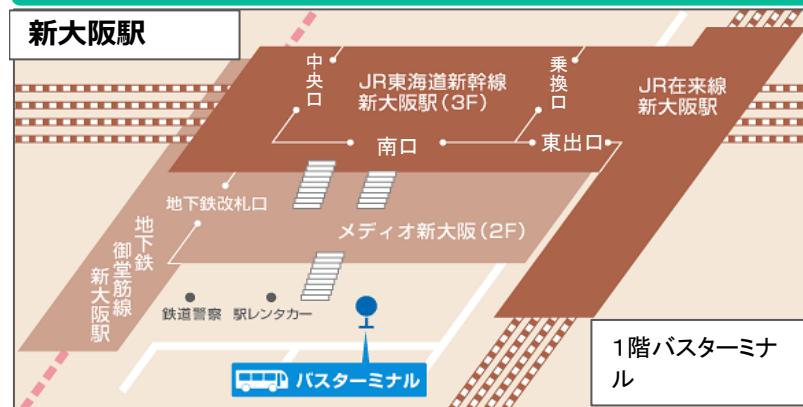 新大阪駅
中央口
JR東海道新幹線
新大阪駅(3F)
乗換口
JR在来線
新大阪駅
南口
東出口
地下鉄改札口
メディオ新大阪(2F)
地下鉄
御堂筋線
新大阪駅
鉄道警察
駅レンタカー
バスターミナル
1階バスターミナ
ル